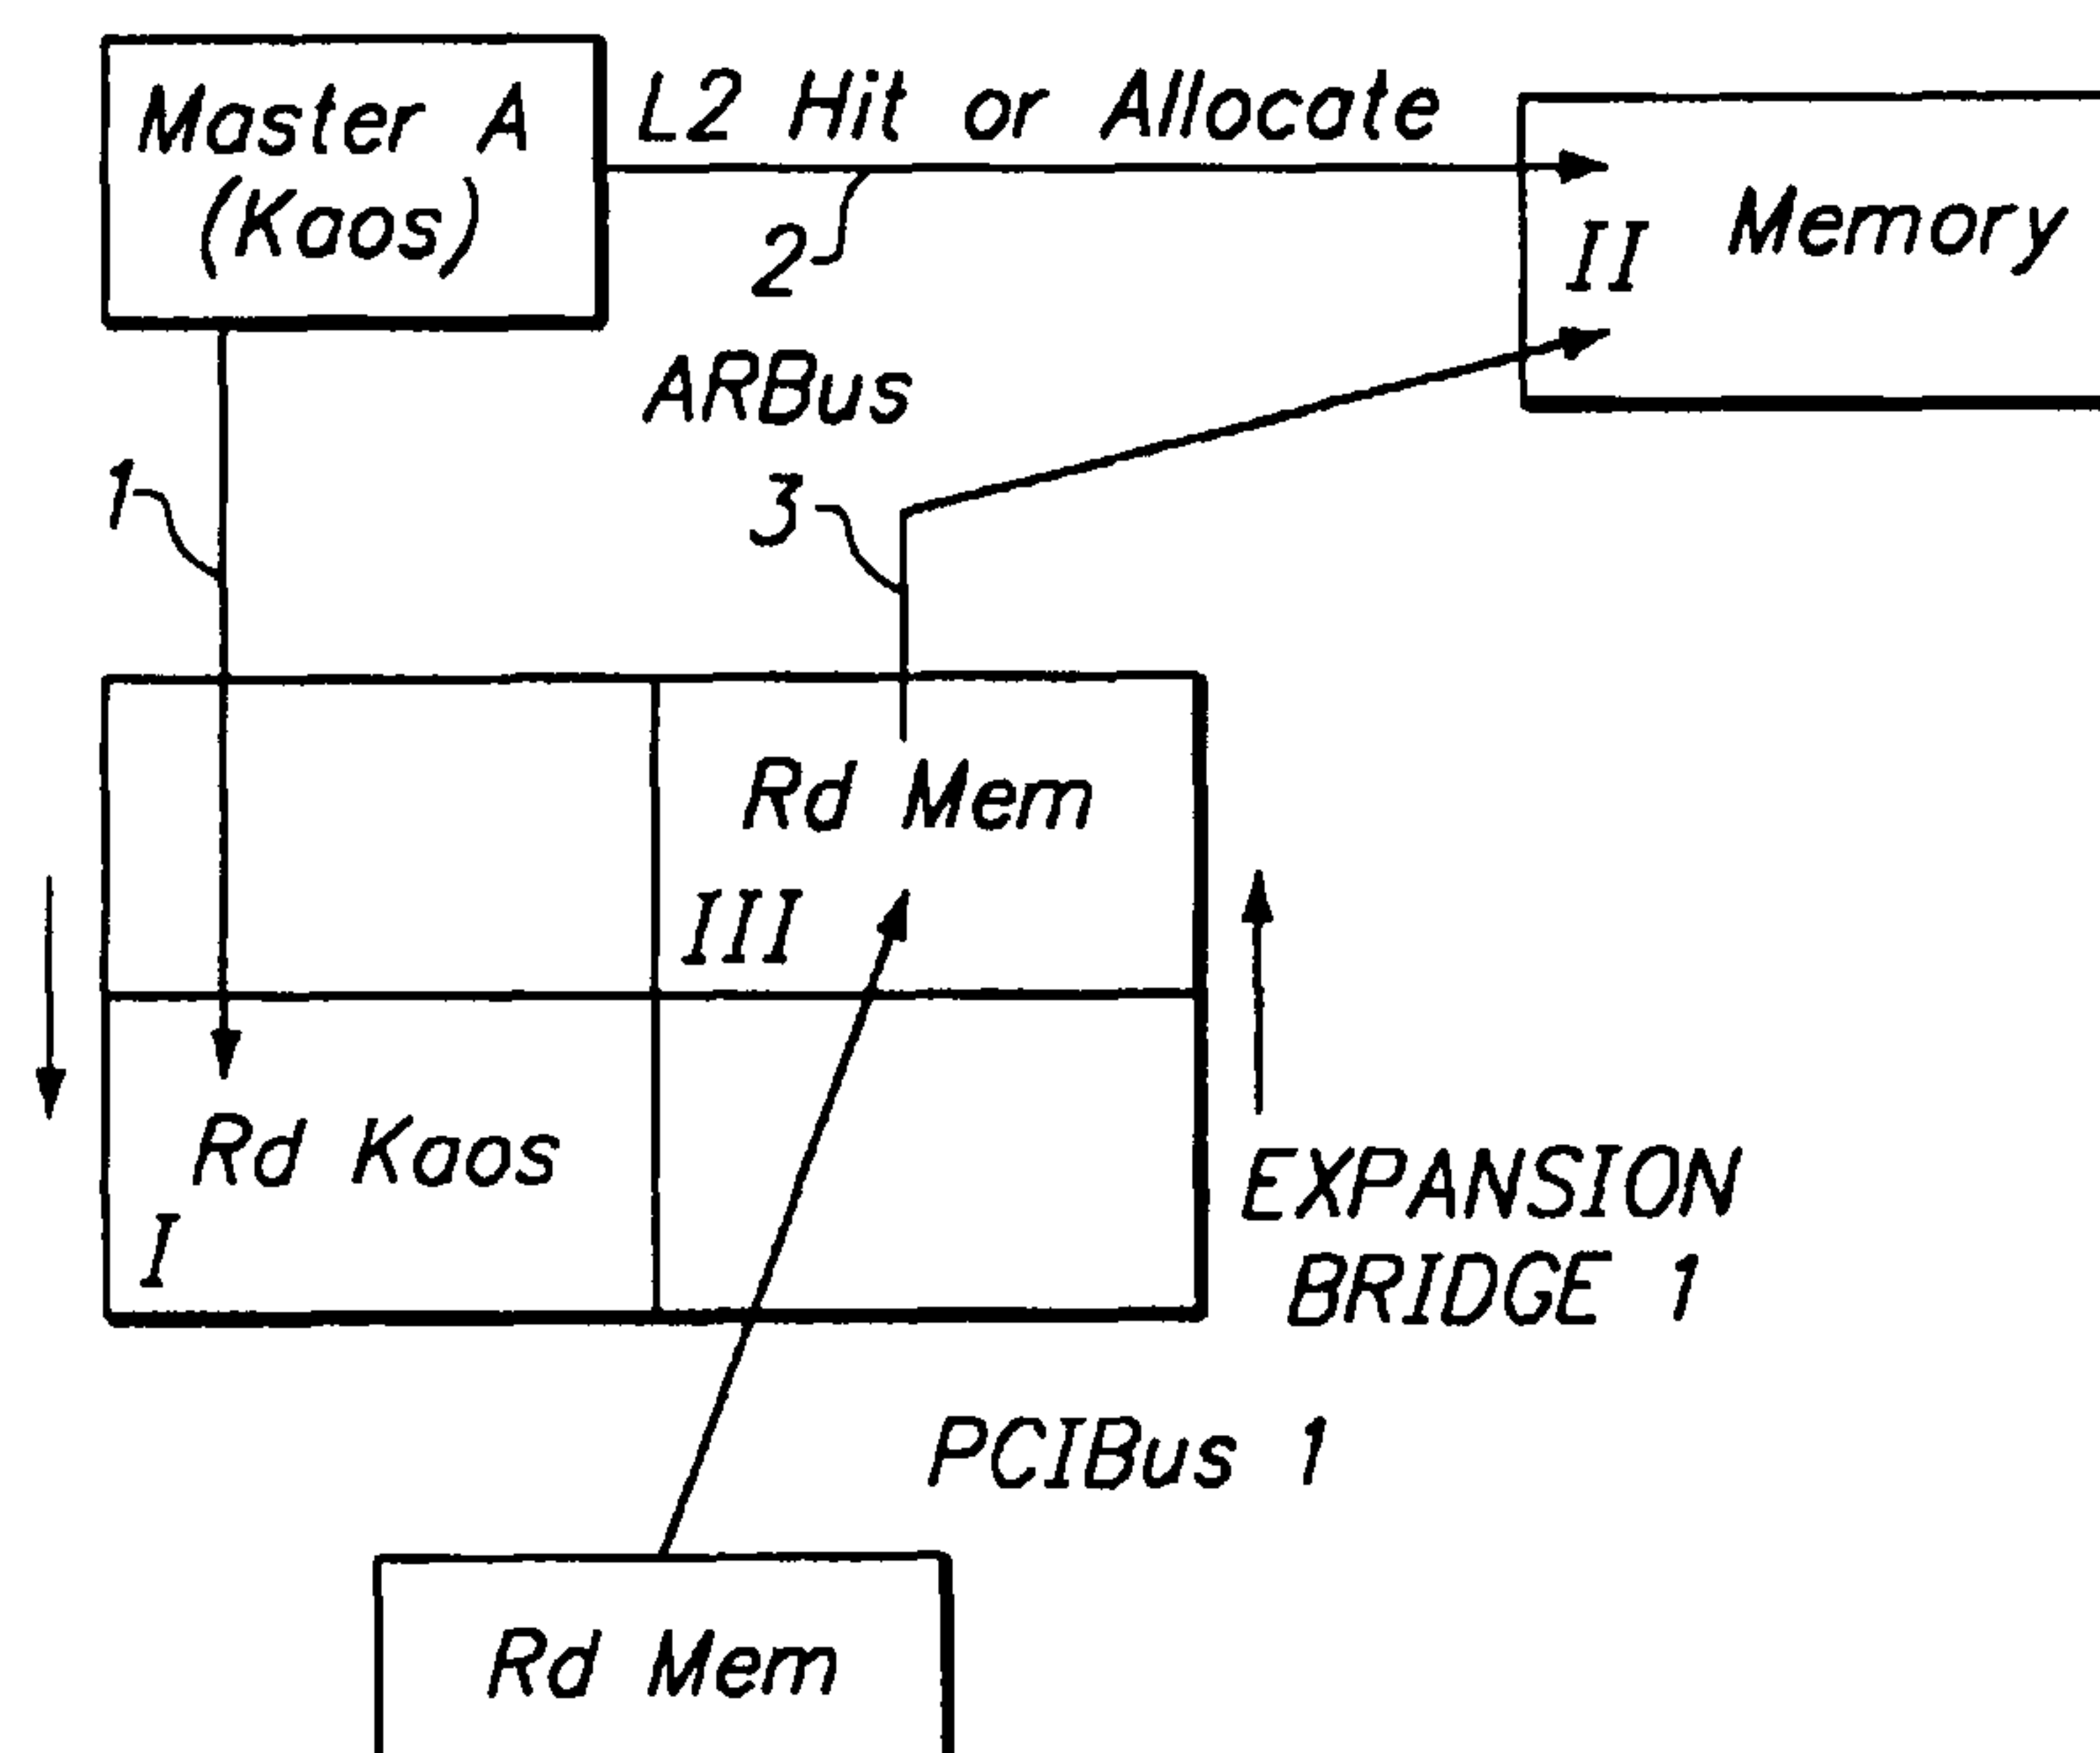 Master A
(Kaos)
L2 Hit or Allocate
2
II
Memory
ARBus
1
3
Rd Mem
III
Rd Kaos
I
EXPANSION
BRIDGE 1
PCIBus 1
Rd Mem